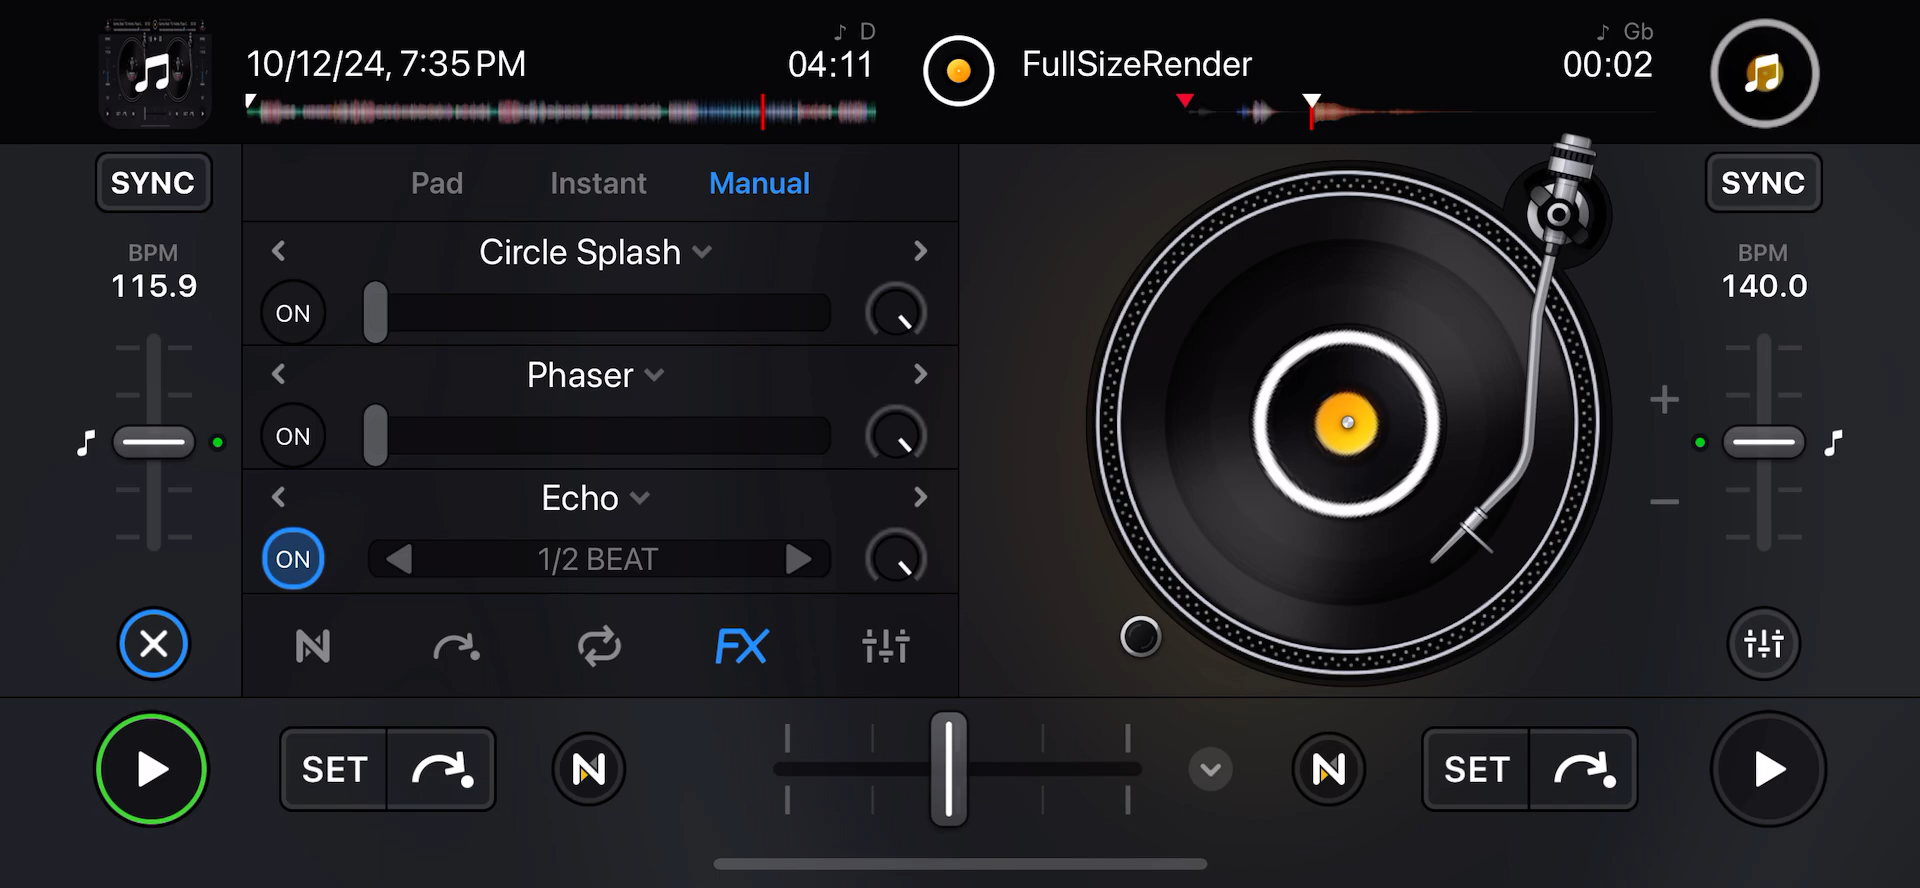 10/12/24, 7:35 PM
D
04:11
FullSizeRender
Gb
00:02
SYNC
BPM
115.9
Pad
Instant
Manual
Circle Splash
ON
Phaser
ON
Echo
ON
1/2 BEAT
FX
SYNC
BPM
140.0
SET
SET